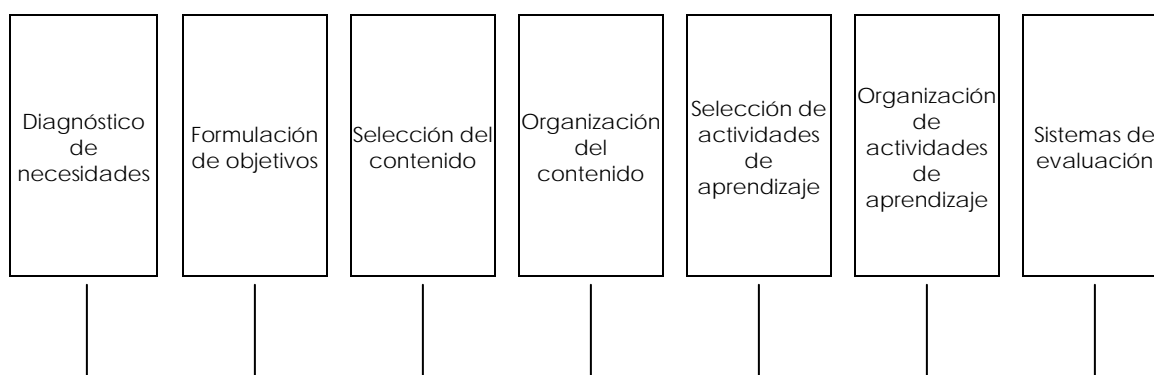 Diagnóstico
de
necesidades
Formulación
de objetivos
Selección del
contenido
Organización
del
contenido
Selección de
actividades
de
aprendizaje
Organización
de
actividades
de
aprendizaje
Sistemas de
evaluación